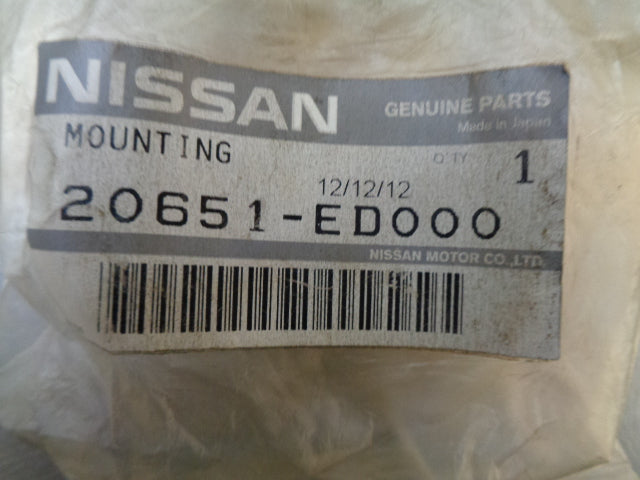 NISSAN
GENUINE PARTS
Made in Japan
MOUNTING
Q'TY 1
12/12/12
20651-ED000
NISSAN MOTOR CO.,LTD.